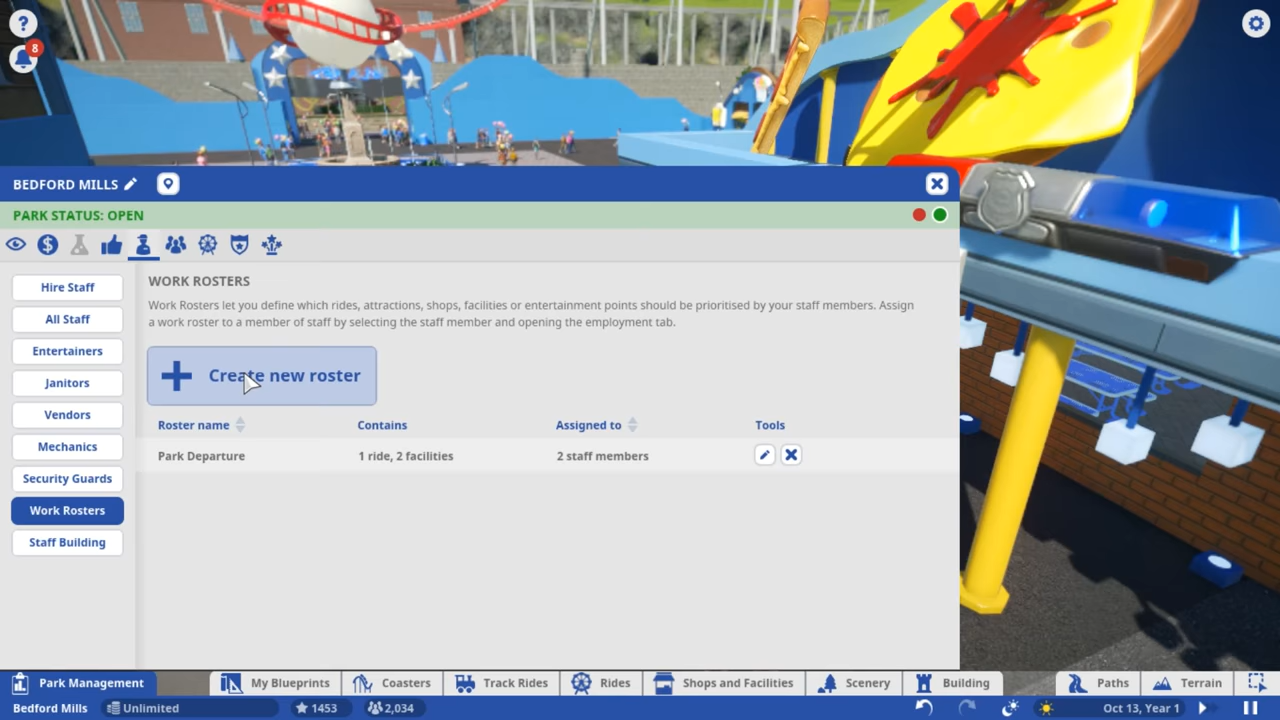 ?
8
BEDFORD MILLS
PARK STATUS: OPEN
Hire Staff
All Staff
Entertainers
Janitors
Vendors
Mechanics
Security Guards
Work Rosters
Staff Building
WORK ROSTERS
Work Rosters let you define which rides, attractions, shops, facilities or entertainment points should be prioritised by your staff members. Assign
a work roster to a member of staff by selecting the staff member and opening the employment tab.
Create new roster
Roster name Contains Assigned to Tools
Park Departure 1 ride, 2 facilities 2 staff members
Park Management My Blueprints Coasters Track Rides Rides Shops and Facilities Scenery Building Paths Terrain
Bedford Mills Unlimited 1453 2,034 Oct 13, Year 1